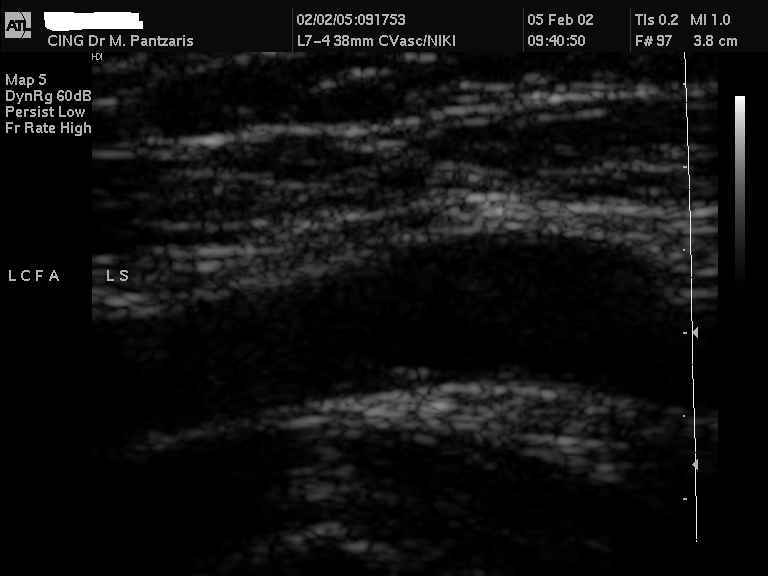 ATL
CING Dr M. Pantzaris
02/02/05:091753
L7-4 38mm CVasc/NIKI
05 Feb 02
09:40:50
TIs 0.2 MI 1.0
F# 97 3.8 cm
HDI
Map 5
DynRg 60dB
Persist Low
Fr Rate High
LCFA LS